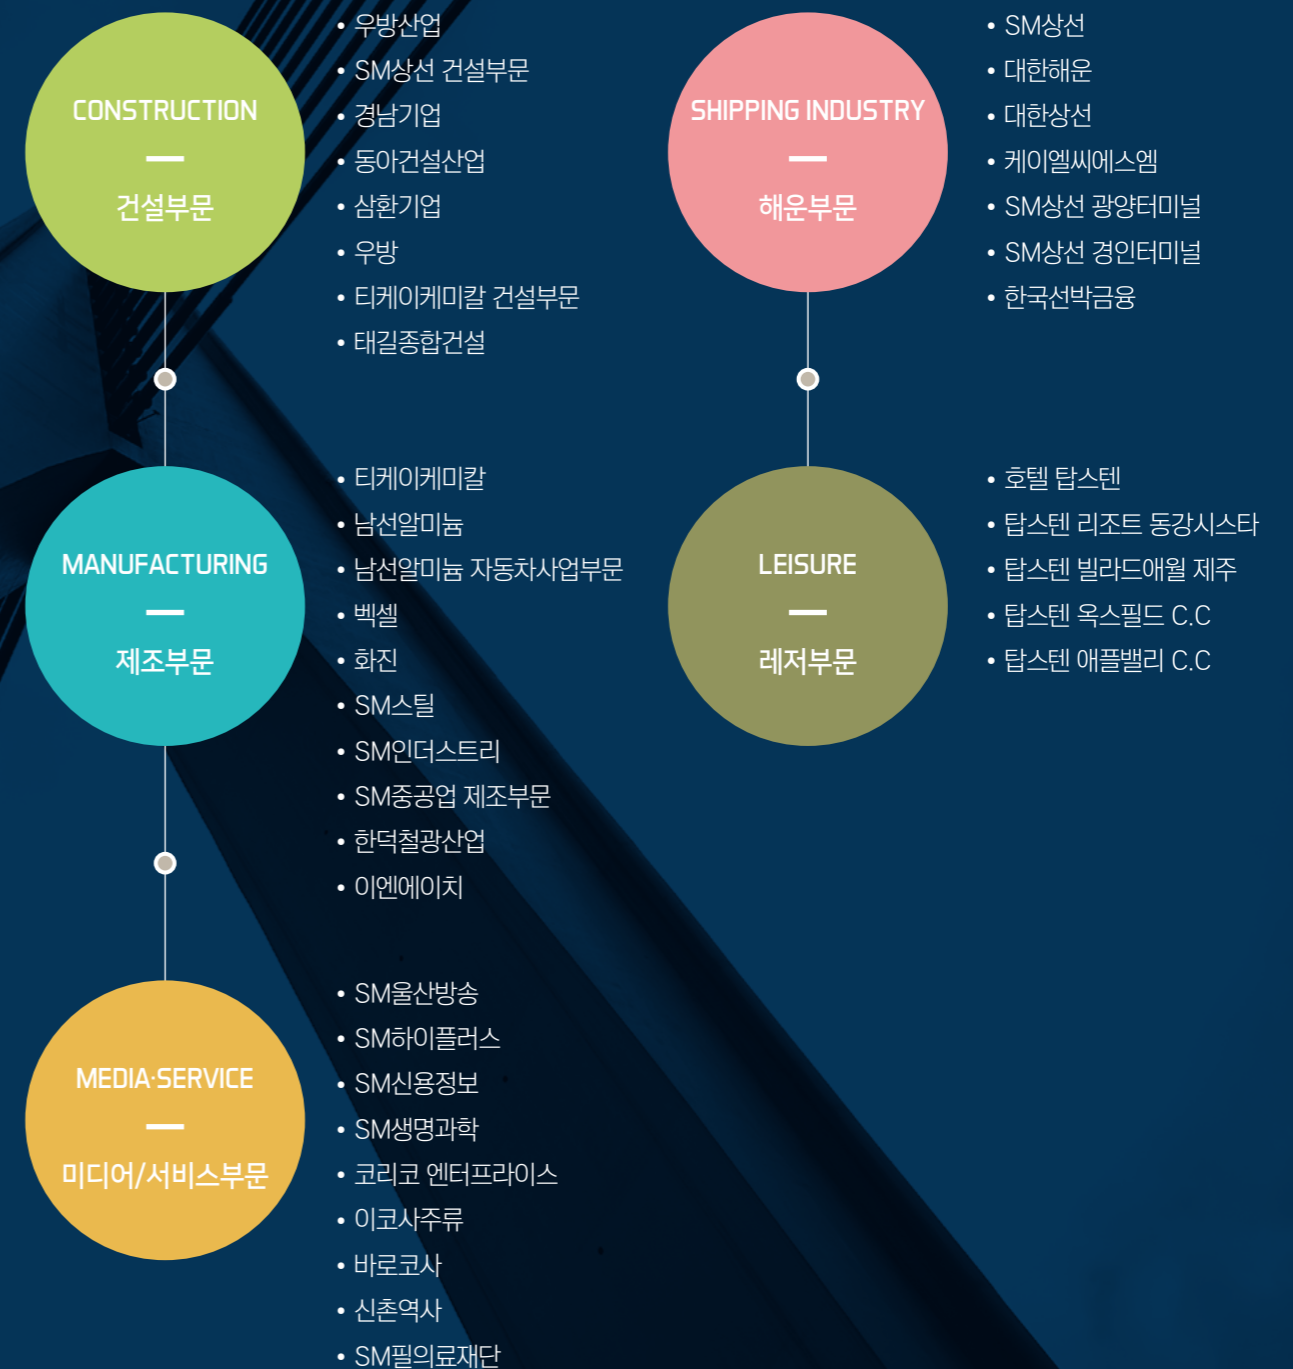 CONSTRUCTION
건설부문
• 우방산업
• SM상선 건설부문
• 경남기업
• 동아건설산업
• 삼환기업
• 우방
• 티케이케미칼 건설부문
• 태길종합건설
SHIPPING INDUSTRY
해운부문
• SM상선
• 대한해운
• 대한상선
• 케이엘씨에스엠
• SM상선 광양터미널
• SM상선 경인터미널
• 한국선박금융
MANUFACTURING
제조부문
• 티케이케미칼
• 남선알미늄
• 남선알미늄 자동차사업부문
• 벡셀
• 화진
• SM스틸
• SM인더스트리
• SM중공업 제조부문
• 한덕철광산업
• 이엔에이치
LEISURE
레저부문
• 호텔 탑스텐
• 탑스텐 리조트 동강시스타
• 탑스텐 빌라드애월 제주
• 탑스텐 옥스필드 C.C
• 탑스텐 애플밸리 C.C
MEDIA·SERVICE
미디어/서비스부문
• SM울산방송
• SM하이플러스
• SM신용정보
• SM생명과학
• 코리코 엔터프라이스
• 이코사주류
• 바로코사
• 신촌역사
• SM필의료재단